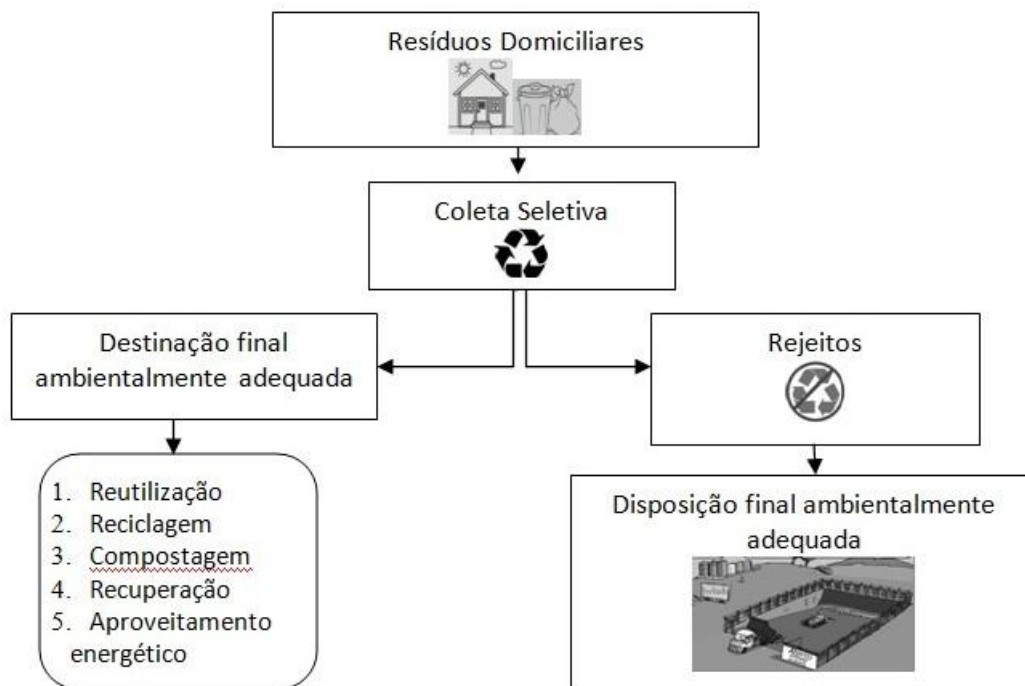 Resíduos Domiciliares
Coleta Seletiva
Destinação final
ambientalmente adequada
Rejeitos
1. Reutilização
2. Reciclagem
3. Compostagem
4. Recuperação
5. Aproveitamento
energético
Disposição final ambientalmente
adequada